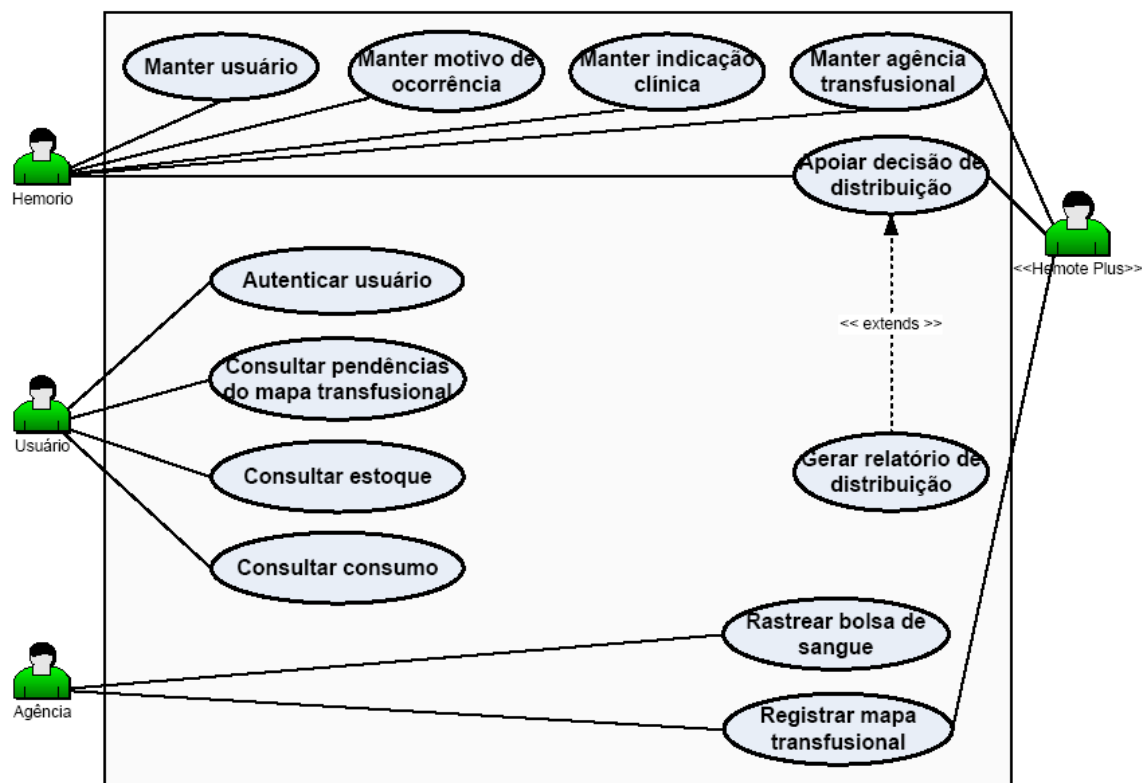 Manter usuário
Manter motivo de
ocorrência
Manter indicação
clínica
Manter agência
transfusional
Hemorio
Apoiar decisão de
distribuição
<<Hemote Plus>>
Autenticar usuário
<< extends >>
Consultar pendências
do mapa transfusional
Usuário
Consultar estoque
Gerar relatório de
distribuição
Consultar consumo
Rastrear bolsa de
sangue
Agência
Registrar mapa
transfusional